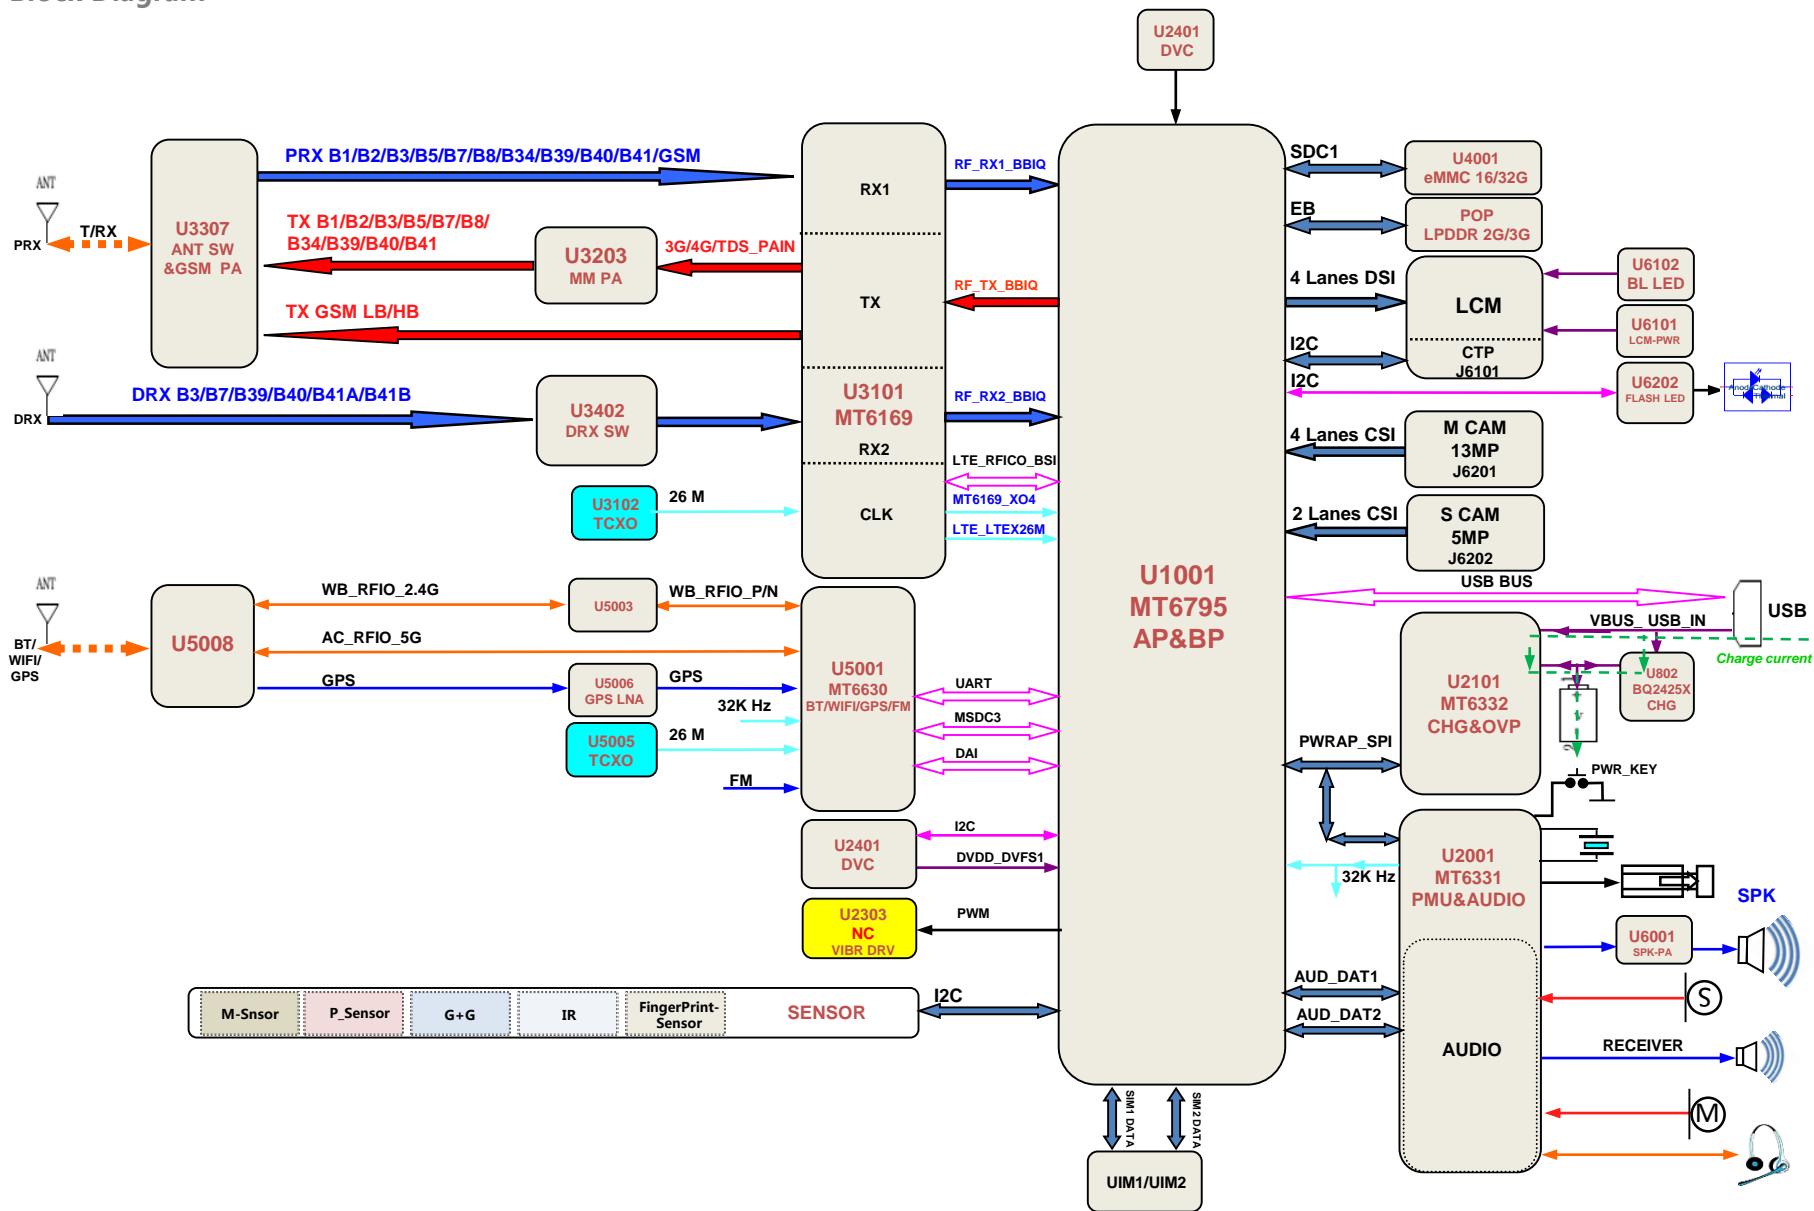 Block Diagram
U2401
DVC
PRX B1/B2/B3/B5/B7/B8/B34/B39/B40/B41/GSM
ANT
T/RX
PRX
U3307
ANT SW
&GSM PA
TX B1/B2/B3/B5/B7/B8/
B34/B39/B40/B41
U3203
MM PA
3G/4G/TDS_PAIN
TX GSM LB/HB
RX1
TX
U3101
MT6169
RX2
CLK
RF_RX1_BBIQ
RF_TX_BBIQ
RF_RX2_BBIQ
LTE_RFICO_BSI
MT6169_XO4
LTE_LTEX26M
ANT
DRX
DRX B3/B7/B39/B40/B41A/B41B
U3402
DRX SW
U3102
TCXO
26 M
ANT
BT/
WIFI/
GPS
U5008
WB_RFIO_2.4G
U5003
WB_RFIO_P/N
AC_RFIO_5G
GPS
U5006
GPS LNA
GPS
32K Hz
U5005
TCXO
26 M
FM
U5001
MT6630
BT/WIFI/GPS/FM
UART
MSDC3
DAI
U2401
DVC
I2C
DVDD_DVFS1
U2303
NC
VIBR DRV
PWM
M-Snsor
P_Sensor
G+G
IR
FingerPrint-
Sensor
SENSOR
I2C
U1001
MT6795
AP&BP
SIM1 DATA
SIM2 DATA
UIM1/UIM2
SDC1
U4001
eMMC 16/32G
EB
POP
LPDDR 2G/3G
4 Lanes DSI
LCM
I2C
CTP
J6101
U6102
BL LED
U6101
LCM-PWR
I2C
U6202
FLASH LED
4 Lanes CSI
M CAM
13MP
J6201
2 Lanes CSI
S CAM
5MP
J6202
USB BUS
USB
VBUS_USB_IN
Charge current
U2101
MT6332
CHG&OVP
U802
BQ2425X
CHG
PWRAP_SPI
PWR_KEY
U2001
MT6331
PMU&AUDIO
32K Hz
SPK
U6001
SPK-PA
AUD_DAT1
AUD_DAT2
AUDIO
S
RECEIVER
M